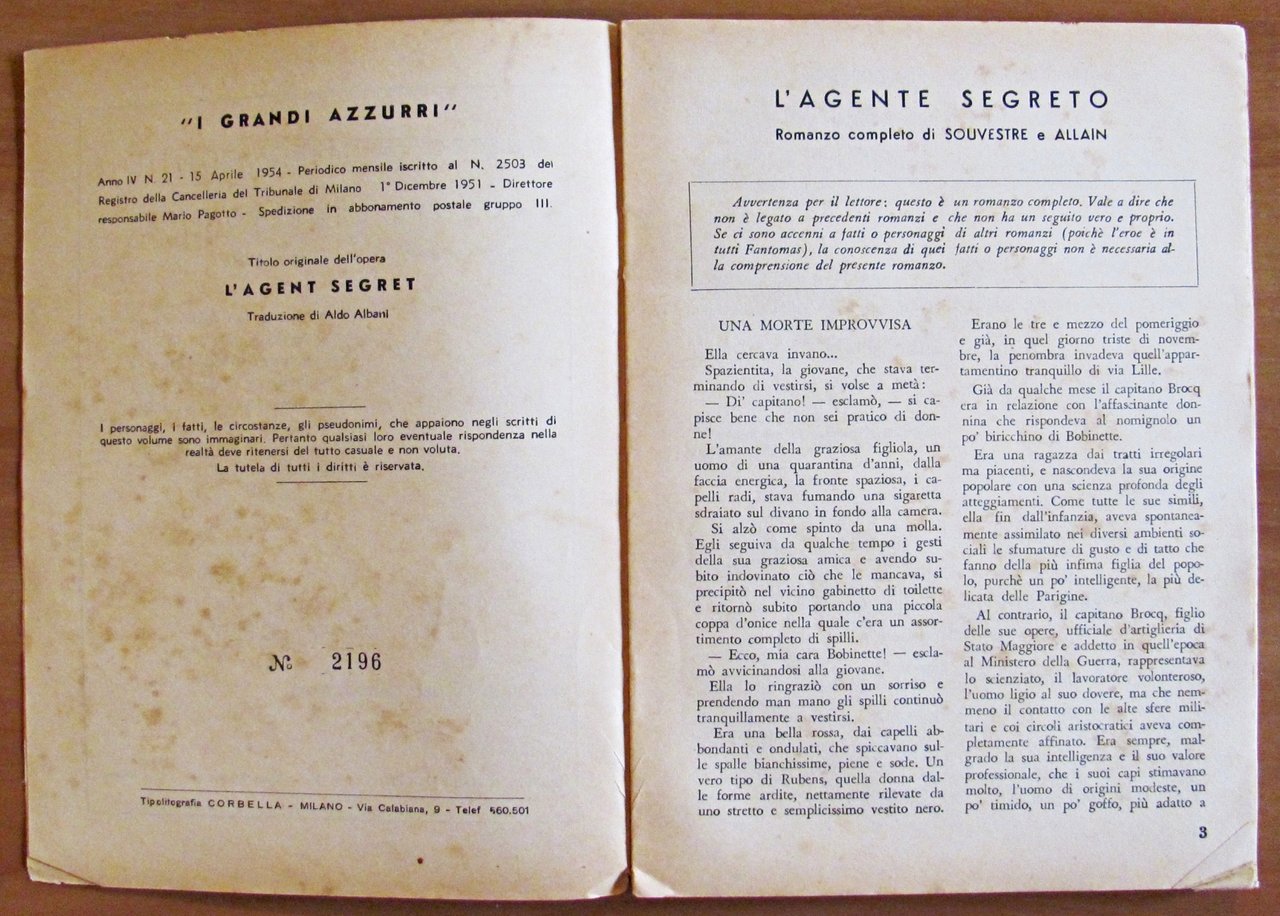 "I GRANDI AZZURRI"
Anno IV N. 21 - 15 Aprile 1954 - Periodico mensile iscritto al N. 2503 del
Registro della Cancelleria del Tribunale di Milano 1° Dicembre 1951 - Direttore
responsabile Mario Pagotto - Spedizione in abbonamento postale gruppo III.
Titolo originale dell'opera
L'AGENT SEGRET
Traduzione di Aldo Albani
I personaggi, i fatti, le circostanze, gli pseudonimi, che appaiono negli scritti di
questo volume sono immaginari. Pertanto qualsiasi loro eventuale rispondenza nella
realtà deve ritenersi del tutto casuale e non voluta.
La tutela di tutti i diritti è riservata.
N° 2196
Tipolitografia CORBELLA - MILANO - Via Calabiana, 9 - Telef 560.501
L'AGENTE SEGRETO
Romanzo completo di SOUVESTRE e ALLAIN
Avvertenza per il lettore: questo è un romanzo completo. Vale a dire che
non è legato a precedenti romanzi e che non ha un seguito vero e proprio.
Se ci sono accenni a fatti o personaggi di altri romanzi (poichè l'eroe è in
tutti Fantomas), la conoscenza di quei fatti o personaggi non è necessaria al-
la comprensione del presente romanzo.
UNA MORTE IMPROVVISA
Ella cercava invano...
Spazientita, la giovane, che stava ter-
minando di vestirsi, si volse a metà:
— Di' capitano! — esclamò, — si ca-
pisce bene che non sei pratico di don-
ne!
L'amante della graziosa figliola, un
uomo di una quarantina d'anni, dalla
faccia energica, la fronte spaziosa, i ca-
pelli radi, stava fumando una sigaretta
sdraiato sul divano in fondo alla camera.
Si alzò come spinto da una molla.
Egli seguiva da qualche tempo i gesti
della sua graziosa amica e avendo su-
bito indovinato ciò che le mancava, si
precipitò nel vicino gabinetto di toilette
e ritornò subito portando una piccola
coppa d'onice nella quale c'era un assor-
timento completo di spilli.
— Ecco, mia cara Bobinette! — escla-
mò avvicinandosi alla giovane.
Ella lo ringraziò con un sorriso e
prendendo man mano gli spilli continuò
tranquillamente a vestirsi.
Era una bella rossa, dai capelli ab-
bondanti e ondulati, che spiccavano sul-
le spalle bianchissime, piene e sode. Un
vero tipo di Rubens, quella donna dal-
le forme ardite, nettamente rilevate da
uno stretto e semplicissimo vestito nero.
Erano le tre e mezzo del pomeriggio
e già, in quel giorno triste di novem-
bre, la penombra invadeva quell'appar-
tamentino tranquillo di via Lille.
Già da qualche mese il capitano Brocq
era in relazione con l'affascinante don-
nina che rispondeva al nomignolo un
po' biricchino di Bobinette.
Era una ragazza dai tratti irregolari
ma piacenti, e nascondeva la sua origine
popolare con una scienza profonda degli
atteggiamenti. Come tutte le sue simili,
ella fin dall'infanzia, aveva spontanea-
mente assimilato nei diversi ambienti so-
ciali le sfumature di gusto e di tatto che
fanno della più infima figlia del popo-
lo, purchè un po' intelligente, la più de-
licata delle Parigine.
Al contrario, il capitano Brocq, figlio
delle sue opere, ufficiale d'artiglieria di
Stato Maggiore e addetto in quell'epoca
al Ministero della Guerra, rappresentava
lo scienziato, il lavoratore volonteroso,
l'uomo ligio al suo dovere, ma che nem-
meno il contatto con le alte sfere mili-
tari e coi circoli aristocratici aveva com-
pletamente affinato. Era sempre, mal-
grado la sua intelligenza e il suo valore
professionale, che i suoi capi stimavano
molto, l'uomo di origini modeste, un
po' timido, un po' goffo, più adatto a
3